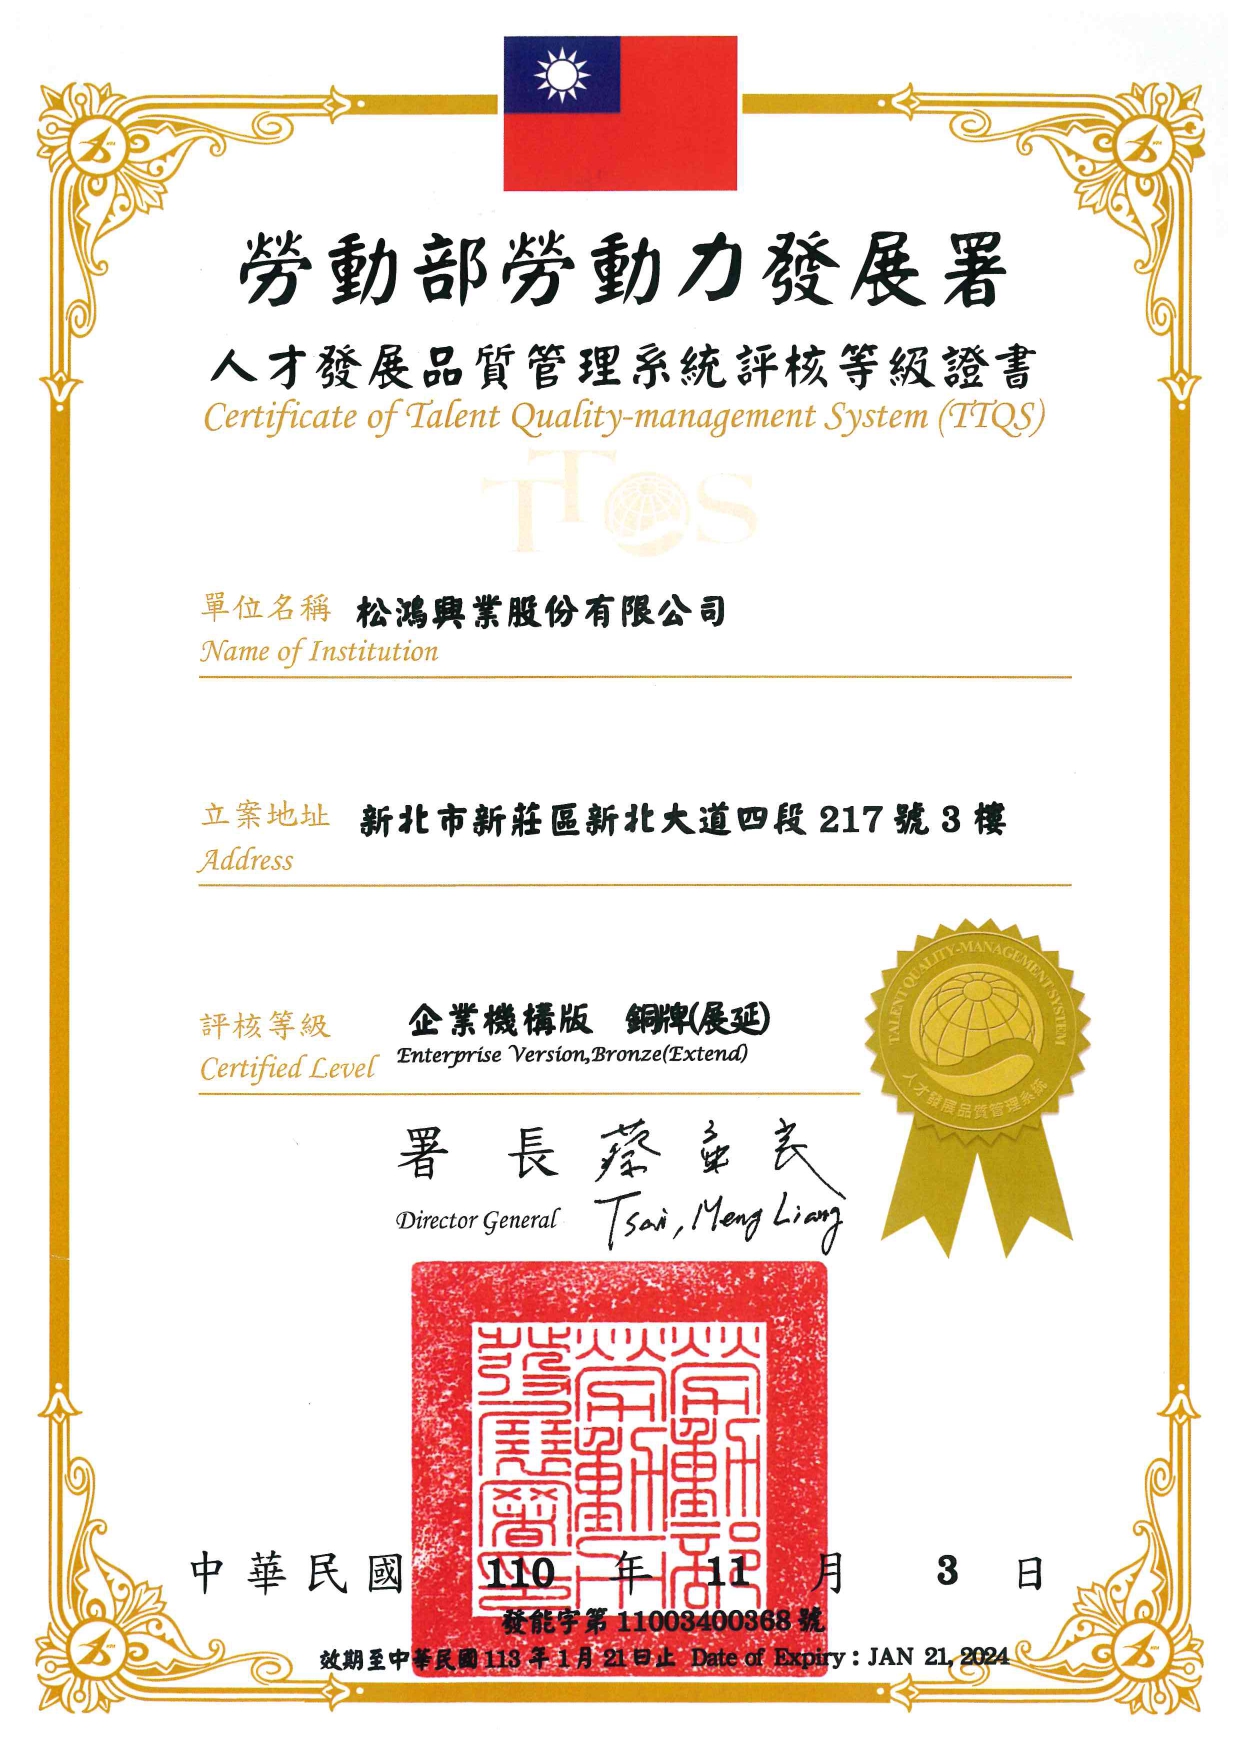 勞動部勞動力發展署
人才發展品質管理系統評核等級證書
Certificate of Talent Quality-management System (TTQS)
TTQS
單位名稱 松鴻興業股份有限公司
Name of Institution
立案地址 新北市新莊區新北大道四段 217 號 3 樓
Address
評核等級 企業機構版 銅牌(展延)
Certified Level Enterprise Version,Bronze(Extend)
TALENT QUALITY-MANAGEMENT SYSTEM
人才發展品質管理系統
署長 蔡孟良
Director General Tsai, Meng Liang
勞動部勞動力發展署印
中華民國 110 年 11 月 3 日
發能字第 11003400368 號
效期至中華民國 113 年 1 月 21 日止 Date of Expiry : JAN 21, 2024